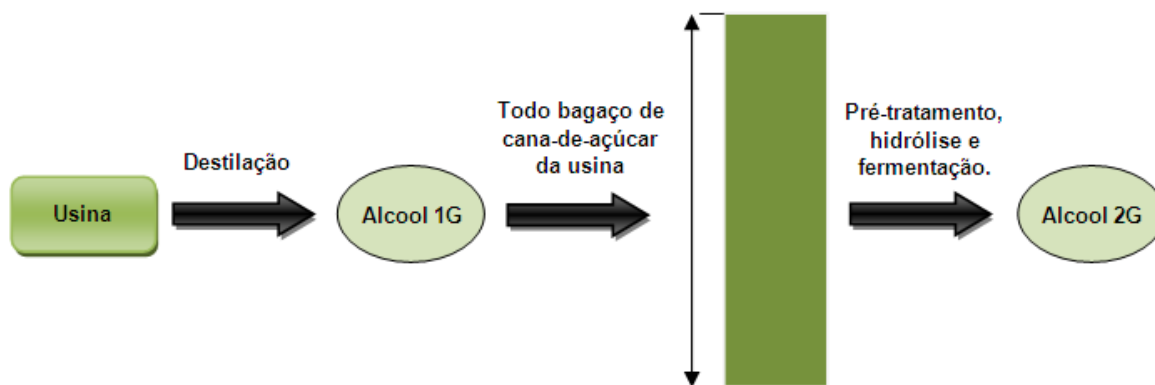 Usina
Destilação
Alcool 1G
Todo bagaço de
cana-de-açúcar
da usina
Pré-tratamento,
hidrólise e
fermentação.
Alcool 2G